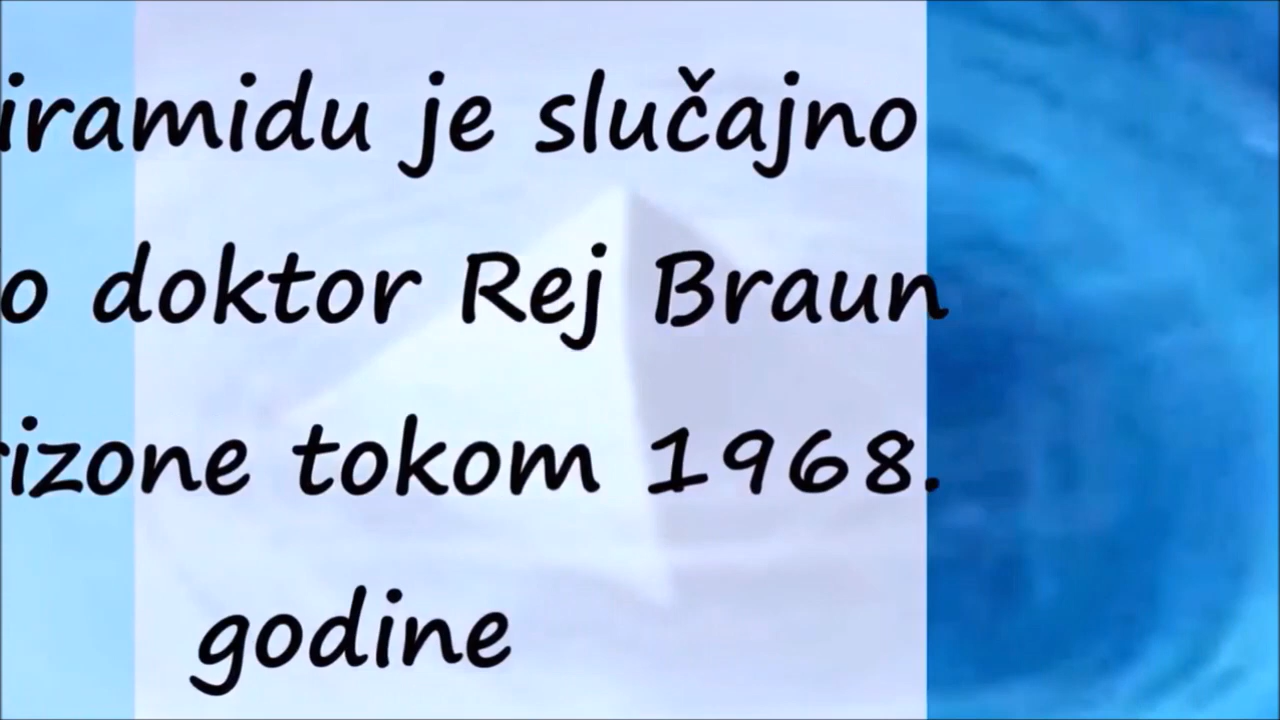 iramidu je slučajno
o doktor Rej Braun
rizone tokom 1968.
godine